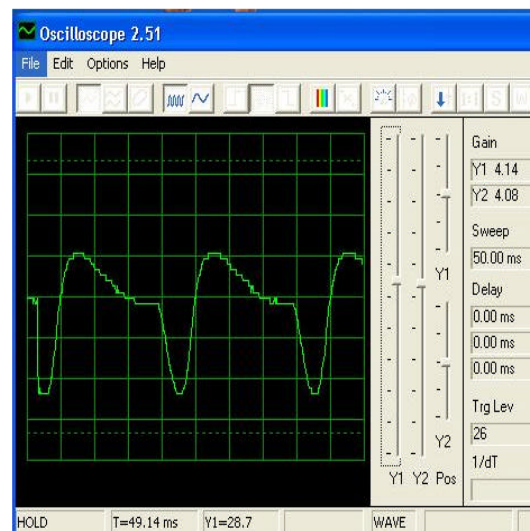 Oscilloscope 2.51
File Edit Options Help
Gain
Y1 4.14
Y2 4.08
Sweep
50.00 ms
Y1
Delay
0.00 ms
0.00 ms
0.00 ms
Trg Lev
26
Y2
1/dT
Y1 Y2 Pos
HOLD T=49.14 ms Y1=28.7 WAVE